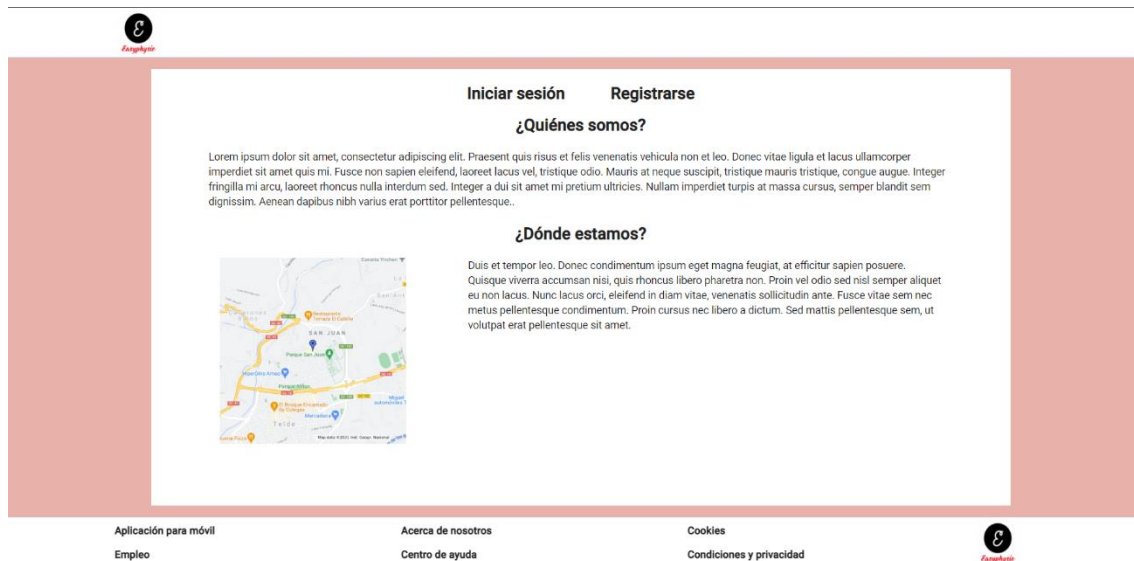 Easyphysio
Iniciar sesión Registrarse
¿Quiénes somos?
Lorem ipsum dolor sit amet, consectetur adipiscing elit. Praesent quis risus et felis venenatis vehicula non et leo. Donec vitae ligula et lacus ullamcorper
imperdiet sit amet quis mi. Fusce non sapien eleifend, laoreet lacus vel, tristique odio. Mauris at neque suscipit, tristique mauris tristique, congue augue. Integer
fringilla mi arcu, laoreet rhoncus nulla interdum sed. Integer a dui sit amet mi pretium ultricies. Nullam imperdiet turpis at massa cursus, semper blandit sem
dignissim. Aenean dapibus nibh varius erat porttitor pellentesque..
¿Dónde estamos?
Duis et tempor leo. Donec condimentum ipsum eget magna feugiat, at efficitur sapien posuere.
Quisque viverra accumsan nisi, quis rhoncus libero pharetra non. Proin vel odio sed nisl semper aliquet
eu non lacus. Nunc lacus orci, eleifend in diam vitae, venenatis sollicitudin ante. Fusce vitae sem nec
metus pellentesque condimentum. Proin cursus nec libero a dictum. Sed mattis pellentesque sem, ut
volutpat erat pellentesque sit amet.
Restaurante
SAN JUAN
Parque San Juan
HiperDino
El Bosque Encantado
Mercadona
Telde
Aplicación para móvil Acerca de nosotros Cookies
Empleo Centro de ayuda Condiciones y privacidad